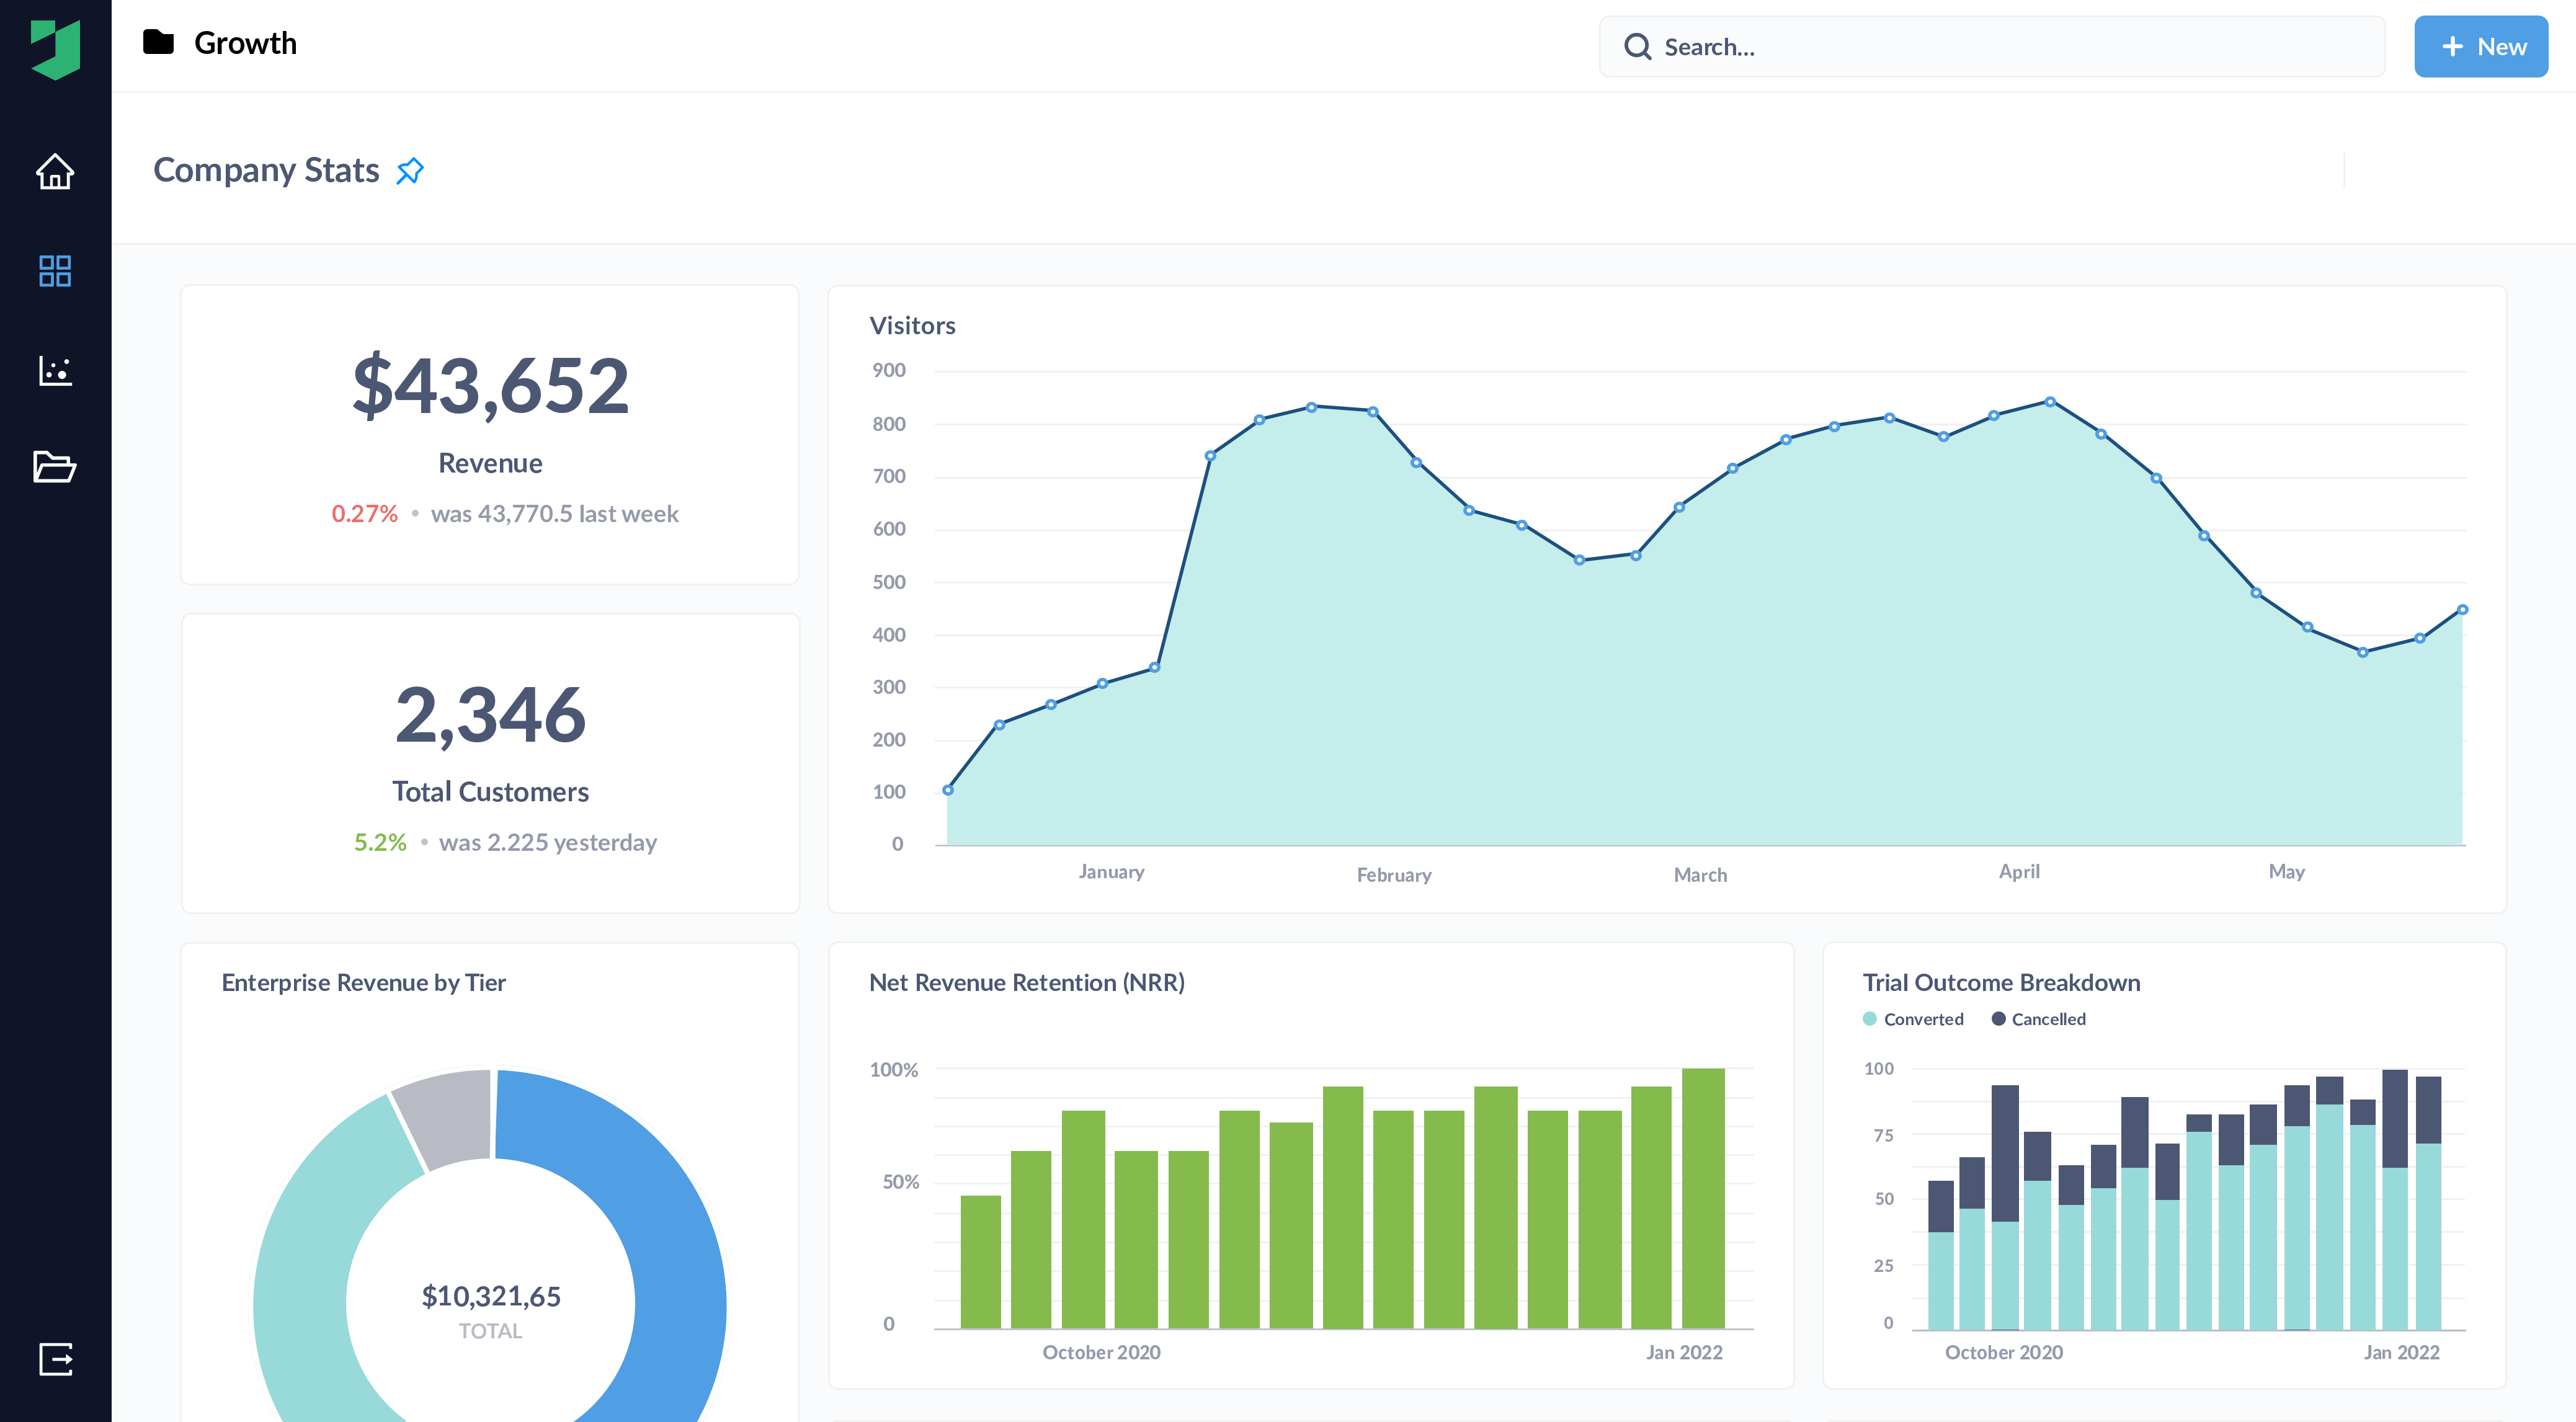 Growth
Search...
New
Company Stats
$43,652
Revenue
0.27% • was 43,770.5 last week
2,346
Total Customers
5.2% • was 2.225 yesterday
Visitors
900
800
700
600
500
400
300
200
100
0
January February March April May
Enterprise Revenue by Tier
$10,321,65
TOTAL
Net Revenue Retention (NRR)
100%
50%
0
October 2020 Jan 2022
Trial Outcome Breakdown
Converted Cancelled
100
75
50
25
0
October 2020 Jan 2022